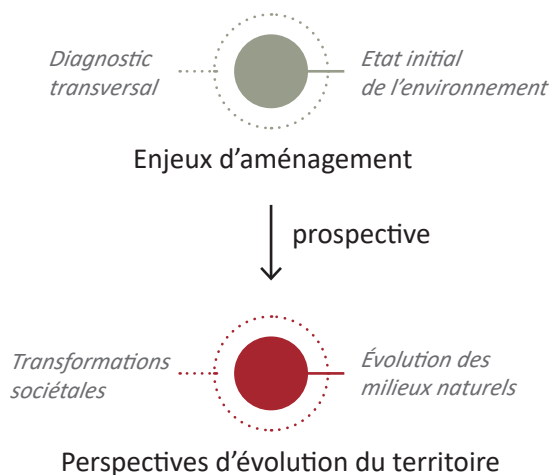 Diagnostic
transversal
Etat initial
de l'environnement
Enjeux d'aménagement
prospective
Transformations
sociétales
Évolution des
milieux naturels
Perspectives d'évolution du territoire